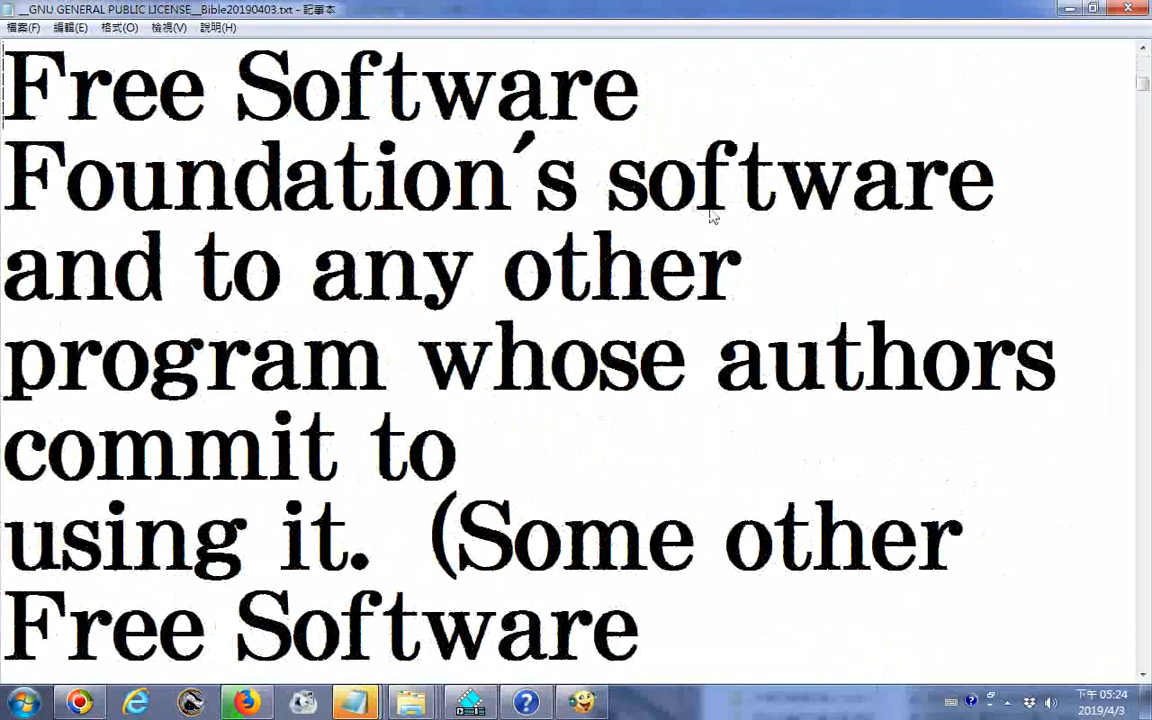 __GNU GENERAL PUBLIC LICENSE__Bible20190403.txt - 記事本
檔案(F) 編輯(E) 格式(O) 檢視(V) 說明(H)
Free Software
Foundation's software
and to any other
program whose authors
commit to
using it.  (Some other
Free Software
下午 05:24
2019/4/3